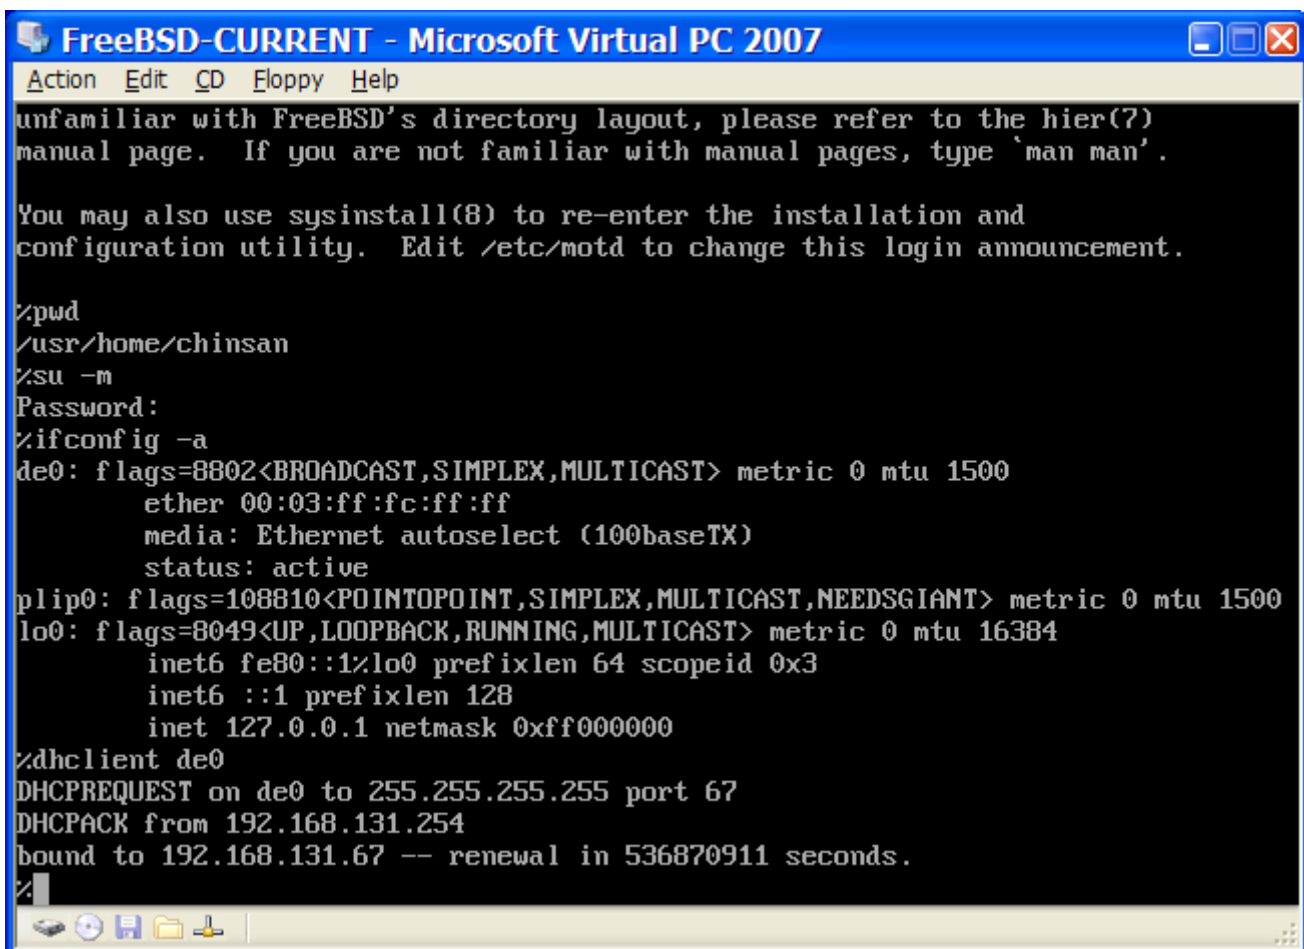 FreeBSD-CURRENT - Microsoft Virtual PC 2007
Action Edit CD Floppy Help
unfamiliar with FreeBSD's directory layout, please refer to the hier(7)
manual page.  If you are not familiar with manual pages, type `man man'.
You may also use sysinstall(8) to re-enter the installation and
configuration utility.  Edit /etc/motd to change this login announcement.
%pwd
/usr/home/chinsan
%su -m
Password:
%ifconfig -a
de0: flags=8802<BROADCAST,SIMPLEX,MULTICAST> metric 0 mtu 1500
        ether 00:03:ff:fc:ff:ff
        media: Ethernet autoselect (100baseTX)
        status: active
plip0: flags=108810<POINTOPOINT,SIMPLEX,MULTICAST,NEEDSGIANT> metric 0 mtu 1500
lo0: flags=8049<UP,LOOPBACK,RUNNING,MULTICAST> metric 0 mtu 16384
        inet6 fe80::1%lo0 prefixlen 64 scopeid 0x3
        inet6 ::1 prefixlen 128
        inet 127.0.0.1 netmask 0xff000000
%dhclient de0
DHCPREQUEST on de0 to 255.255.255.255 port 67
DHCPACK from 192.168.131.254
bound to 192.168.131.67 -- renewal in 536870911 seconds.
%